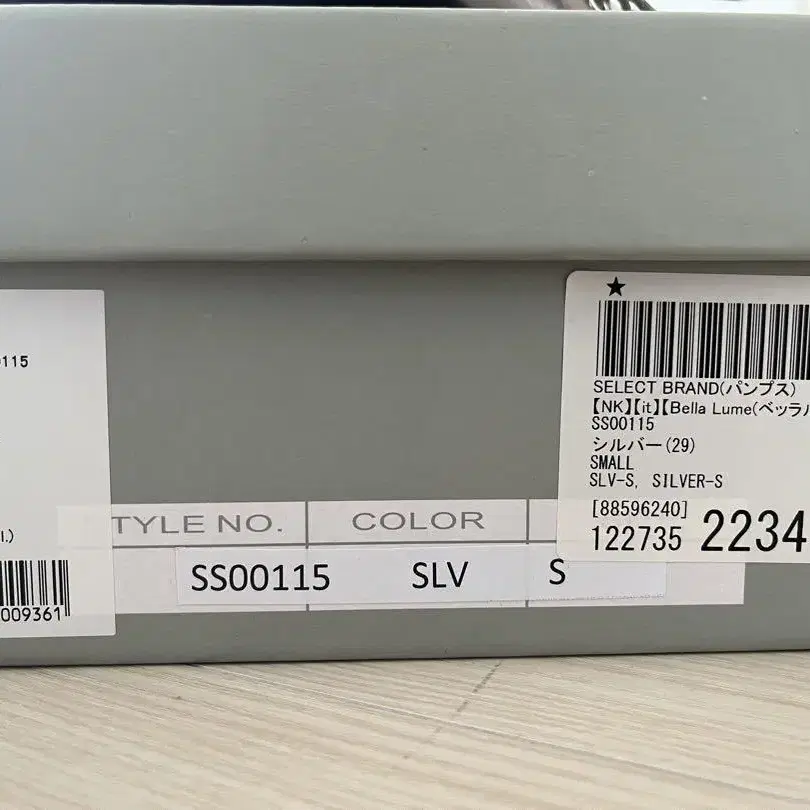 0115
l.)
009361
★
SELECT BRAND(パンプス)
【NK】【it】【Bella Lume(ベッラ
SS00115
シルバー(29)
SMALL
SLV-S, SILVER-S
[88596240]
122735 2234
TYLE NO. COLOR
SS00115 SLV S